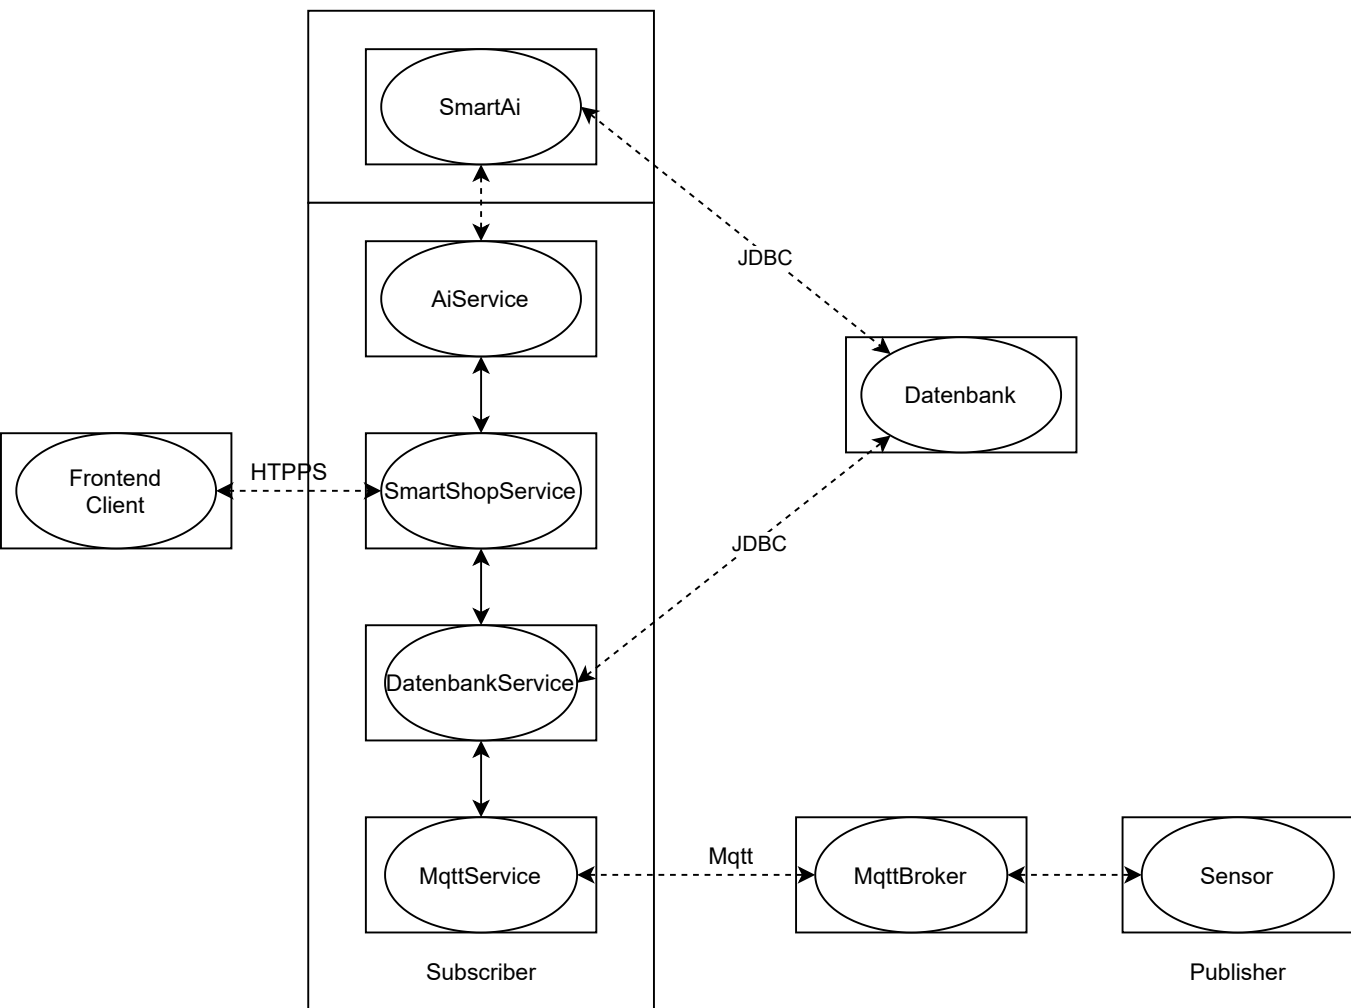 SmartAi
JDBC
AiService
Datenbank
Frontend
Client
HTPPS
SmartShopService
JDBC
DatenbankService
MqttService
Mqtt
MqttBroker
Sensor
Subscriber
Publisher